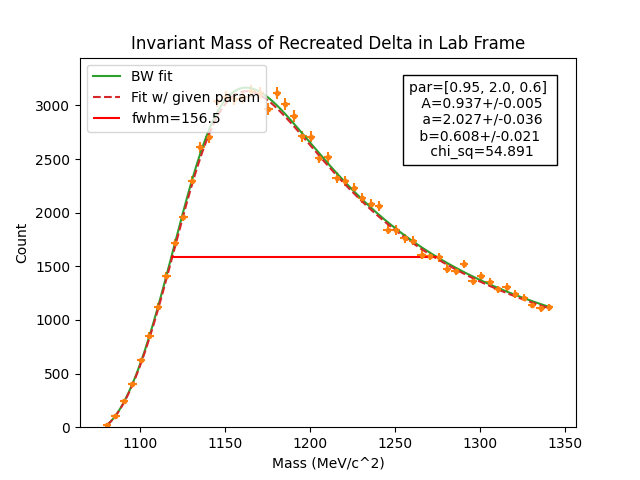 Invariant Mass of Recreated Delta in Lab Frame
BW fit
Fit w/ given param
fwhm=156.5
par=[0.95, 2.0, 0.6]
A=0.937+/-0.005
a=2.027+/-0.036
b=0.608+/-0.021
chi_sq=54.891
Count
3000
2500
2000
1500
1000
500
0
1100
1150
1200
1250
1300
1350
Mass (MeV/c^2)